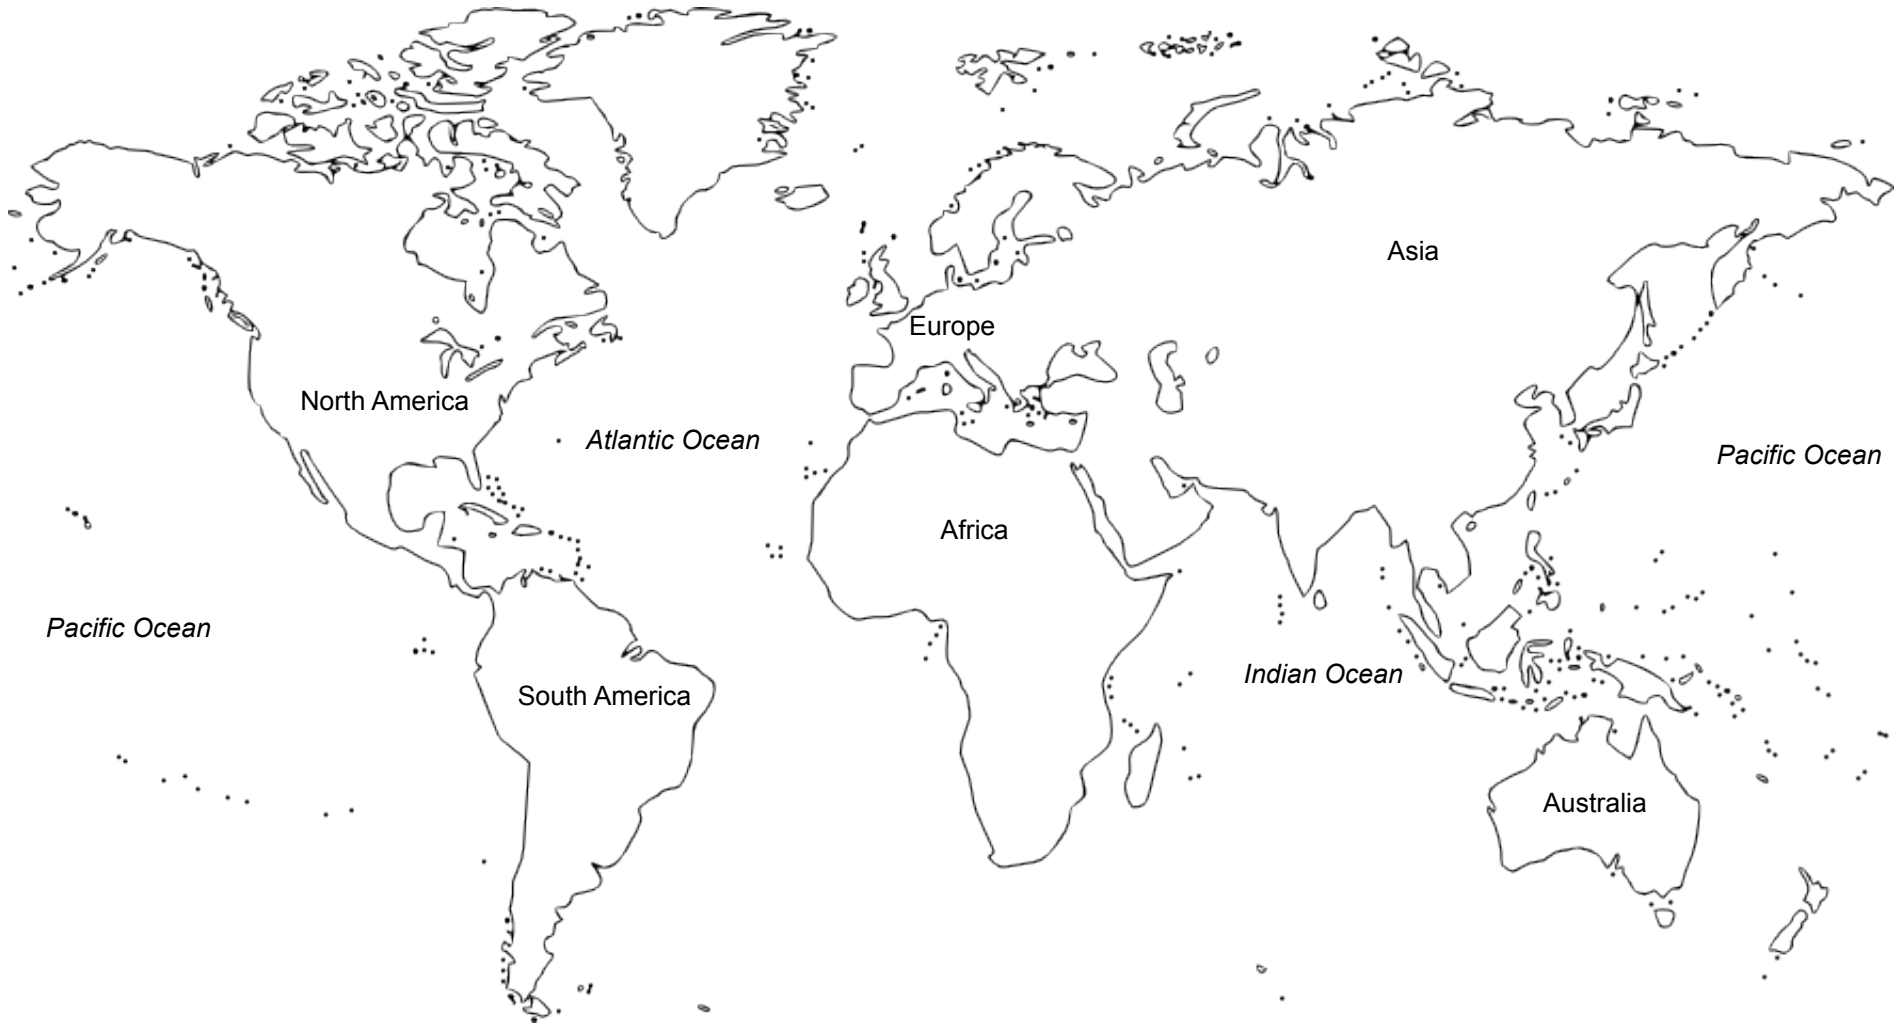 Asia
Europe
North America
Atlantic Ocean
Pacific Ocean
Africa
Pacific Ocean
Indian Ocean
South America
Australia